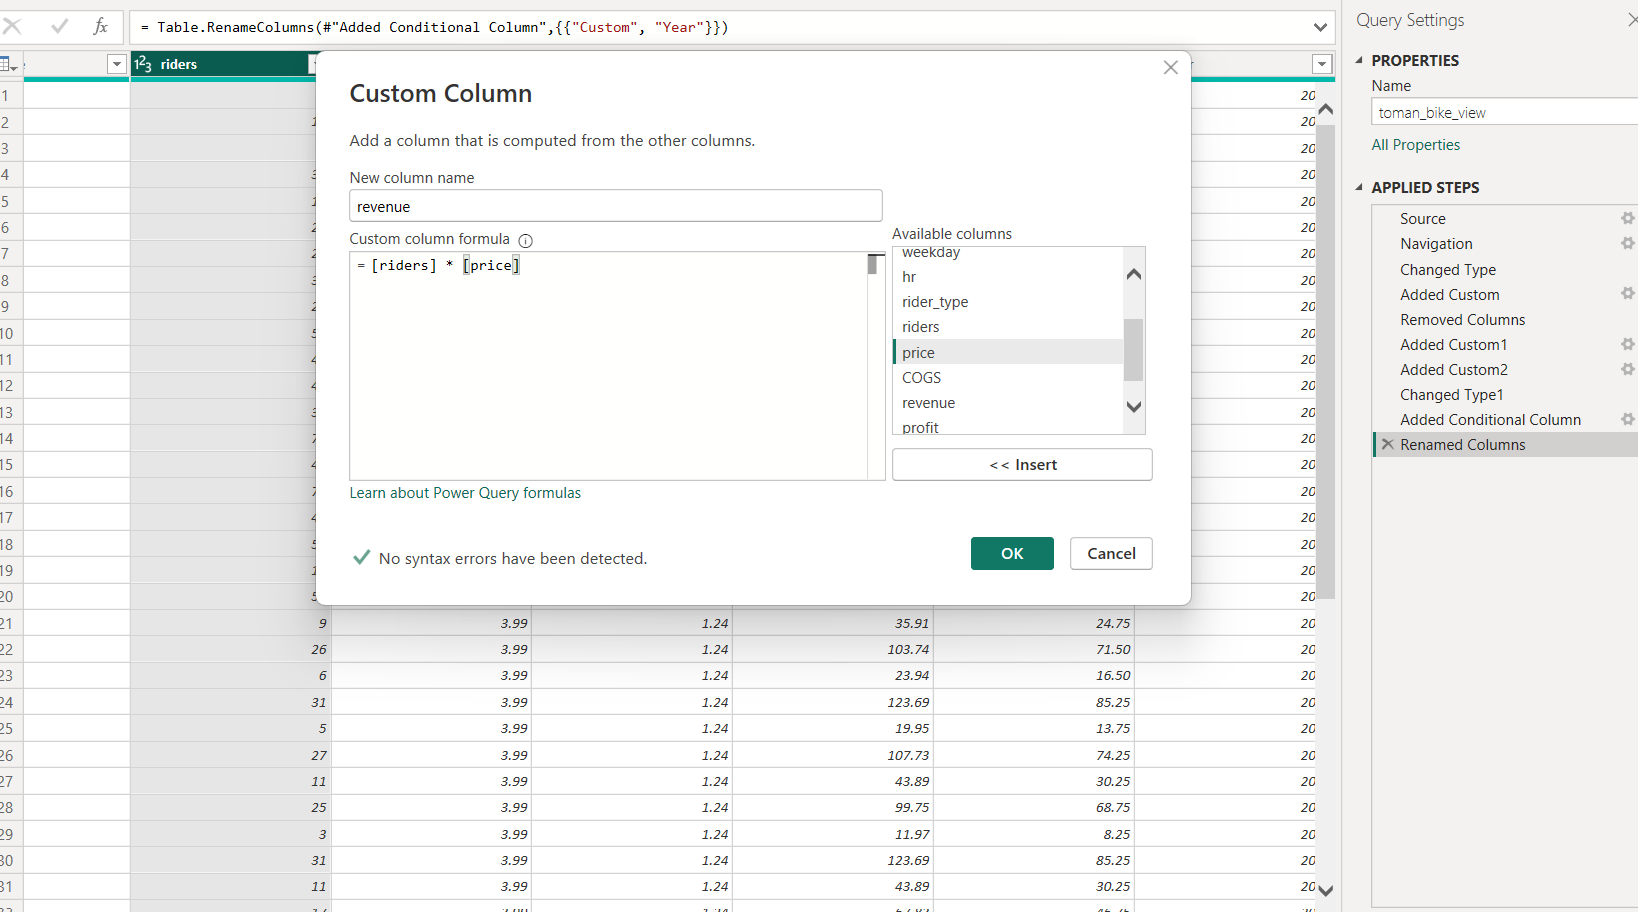 = Table.RenameColumns(#"Added Conditional Column",{{"Custom", "Year"}})
Query Settings
PROPERTIES
Name
toman_bike_view
All Properties
APPLIED STEPS
Source
Navigation
Changed Type
Added Custom
Removed Columns
Added Custom1
Added Custom2
Changed Type1
Added Conditional Column
Renamed Columns
123 riders
Custom Column
Add a column that is computed from the other columns.
New column name
revenue
Custom column formula
= [riders] * [price]
Available columns
weekday
hr
rider_type
riders
price
COGS
revenue
profit
<< Insert
Learn about Power Query formulas
No syntax errors have been detected.
OK
Cancel
1 20
2 1 20
3 20
4 3 20
5 1 20
6 2 20
7 2 20
8 3 20
9 2 20
10 5 20
11 4 20
12 4 20
13 3 20
14 7 20
15 4 20
16 7 20
17 4 20
18 5 20
19 1 20
20 5 20
21 9 3.99 1.24 35.91 24.75 20
22 26 3.99 1.24 103.74 71.50 20
23 6 3.99 1.24 23.94 16.50 20
24 31 3.99 1.24 123.69 85.25 20
25 5 3.99 1.24 19.95 13.75 20
26 27 3.99 1.24 107.73 74.25 20
27 11 3.99 1.24 43.89 30.25 20
28 25 3.99 1.24 99.75 68.75 20
29 3 3.99 1.24 11.97 8.25 20
30 31 3.99 1.24 123.69 85.25 20
31 11 3.99 1.24 43.89 30.25 20